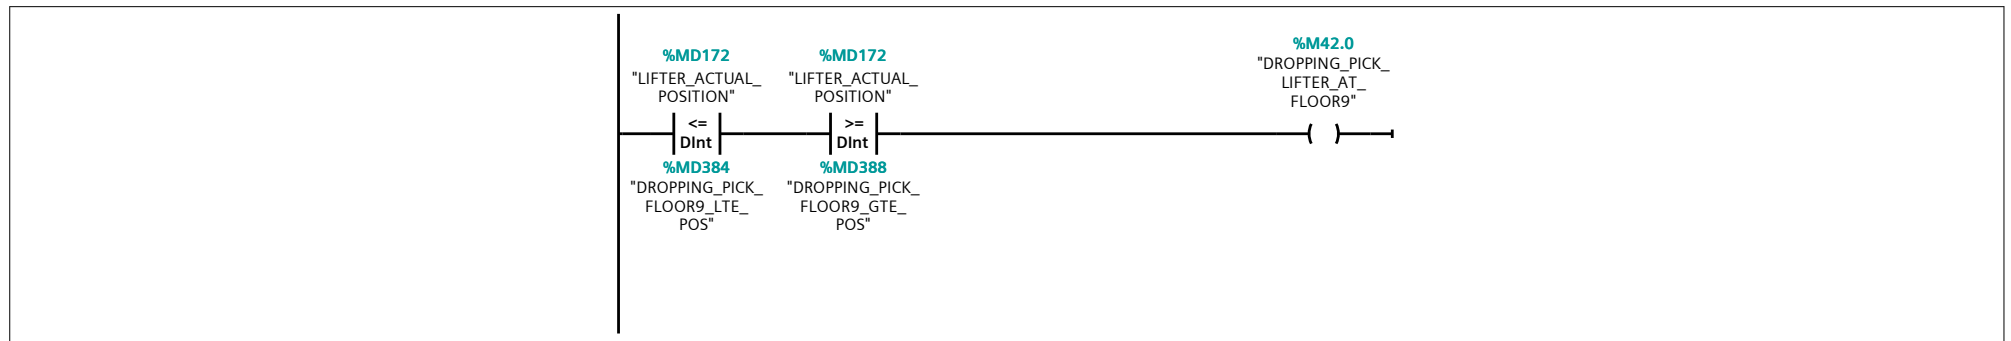 %MD172
"LIFTER_ACTUAL_
POSITION"
<=
DInt
%MD384
"DROPPING_PICK_
FLOOR9_LTE_
POS"
%MD172
"LIFTER_ACTUAL_
POSITION"
>=
DInt
%MD388
"DROPPING_PICK_
FLOOR9_GTE_
POS"
%M42.0
"DROPPING_PICK_
LIFTER_AT_
FLOOR9"